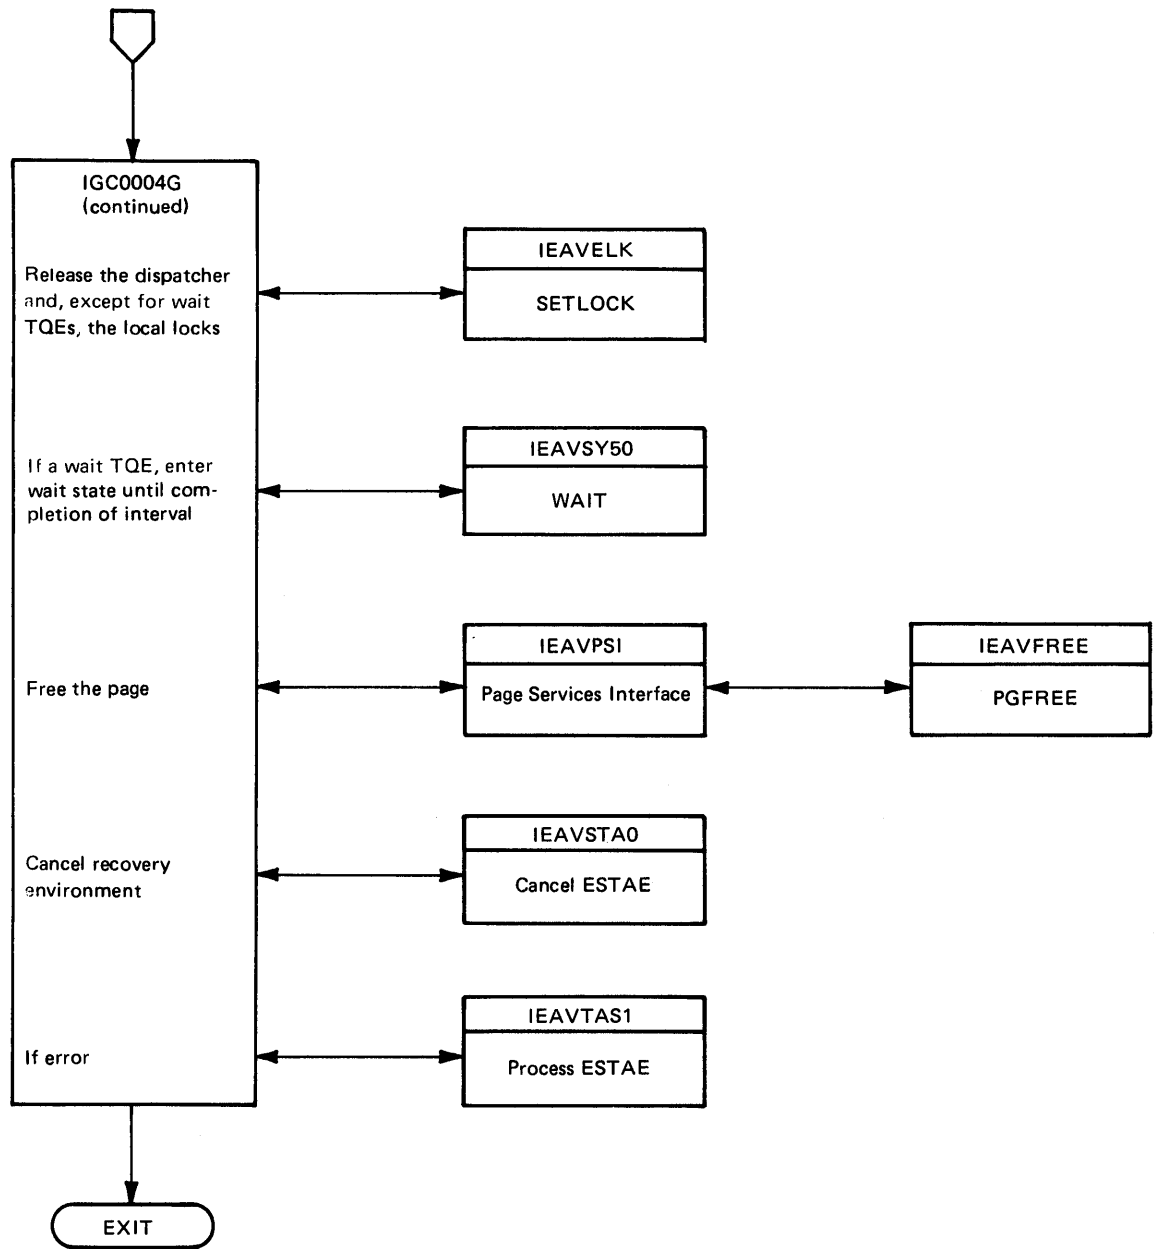 IGC0004G
(continued)
Release the dispatcher
and, except for wait
TQEs, the local locks
IEAVELK
SETLOCK
If a wait TQE, enter
wait state until com-
pletion of interval
IEAVSY50
WAIT
Free the page
IEAVPSI
Page Services Interface
IEAVFREE
PGFREE
Cancel recovery
environment
IEAVSTA0
Cancel ESTAE
If error
IEAVTAS1
Process ESTAE
EXIT